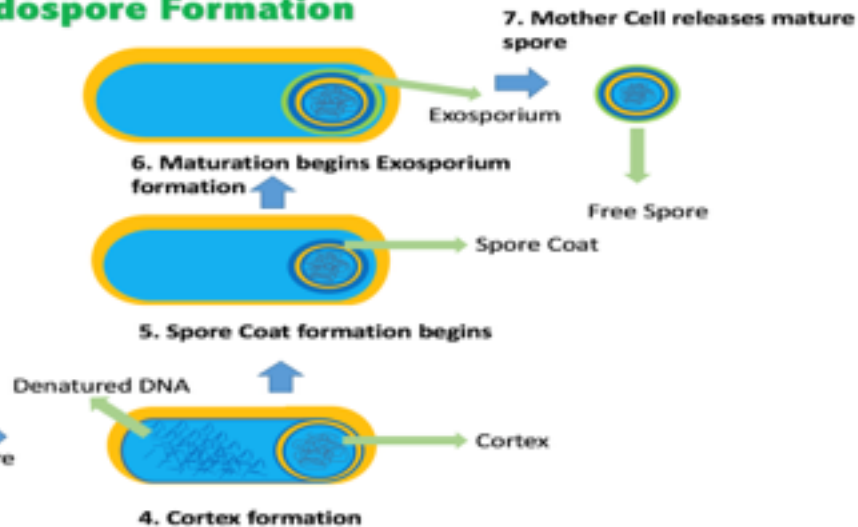 dospore Formation
7. Mother Cell releases mature
spore
Exosporium
6. Maturation begins Exosporium
formation
Free Spore
Spore Coat
5. Spore Coat formation begins
Denatured DNA
Cortex
re
4. Cortex formation